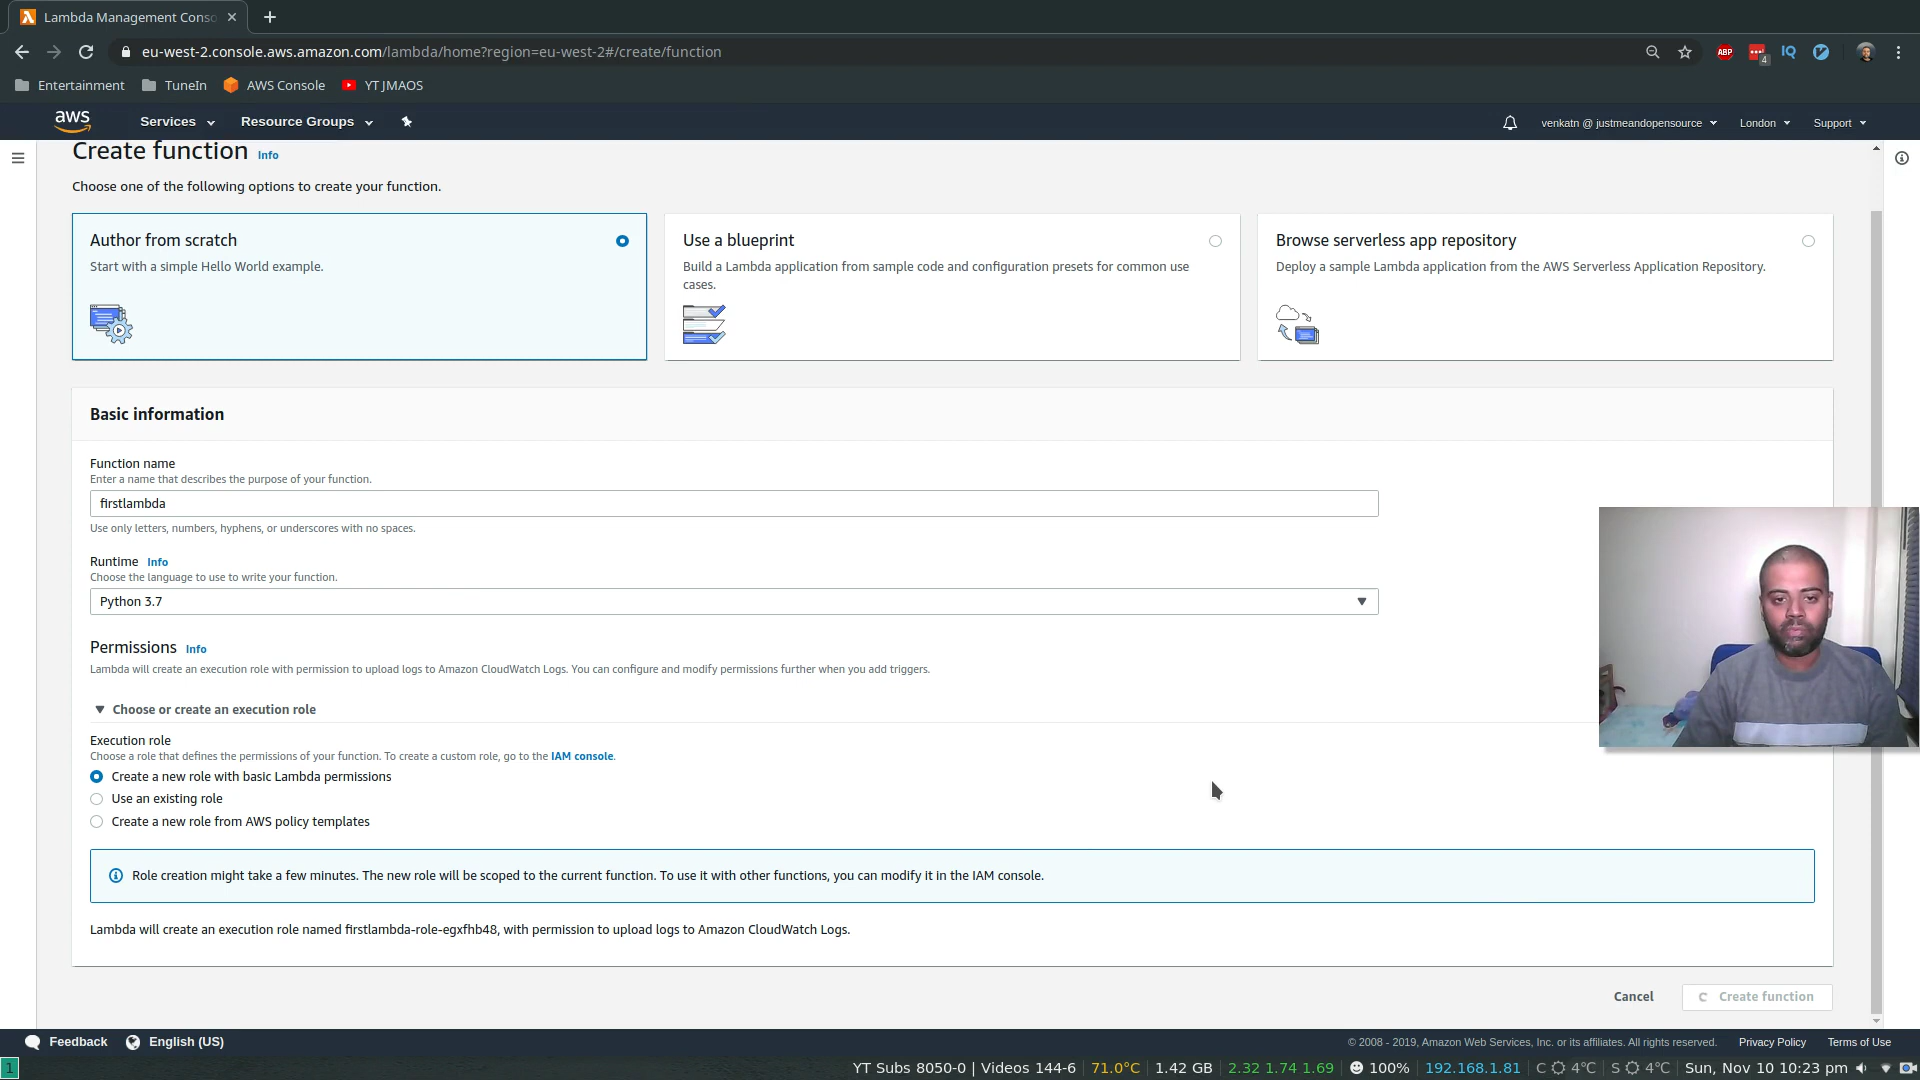 Lambda Management Conso
eu-west-2.console.aws.amazon.com/lambda/home?region=eu-west-2#/create/function
ABP
4
IQ
Entertainment
TuneIn
AWS Console
YT JMAOS
aws
Services
Resource Groups
venkatn @ justmeandopensource
London
Support
Create function Info
Choose one of the following options to create your function.
Author from scratch
Start with a simple Hello World example.
Use a blueprint
Build a Lambda application from sample code and configuration presets for common use
cases.
Browse serverless app repository
Deploy a sample Lambda application from the AWS Serverless Application Repository.
Basic information
Function name
Enter a name that describes the purpose of your function.
firstlambda
Use only letters, numbers, hyphens, or underscores with no spaces.
Runtime Info
Choose the language to use to write your function.
Python 3.7
Permissions Info
Lambda will create an execution role with permission to upload logs to Amazon CloudWatch Logs. You can configure and modify permissions further when you add triggers.
Choose or create an execution role
Execution role
Choose a role that defines the permissions of your function. To create a custom role, go to the IAM console.
Create a new role with basic Lambda permissions
Use an existing role
Create a new role from AWS policy templates
Role creation might take a few minutes. The new role will be scoped to the current function. To use it with other functions, you can modify it in the IAM console.
Lambda will create an execution role named firstlambda-role-egxfhb48, with permission to upload logs to Amazon CloudWatch Logs.
Cancel
Create function
Feedback
English (US)
© 2008 - 2019, Amazon Web Services, Inc. or its affiliates. All rights reserved.
Privacy Policy
Terms of Use
1
YT Subs 8050-0 | Videos 144-6 | 71.0°C | 1.42 GB | 2.32 1.74 1.69 | 100% | 192.168.1.81 | C 4°C | S 4°C | Sun, Nov 10 10:23 pm